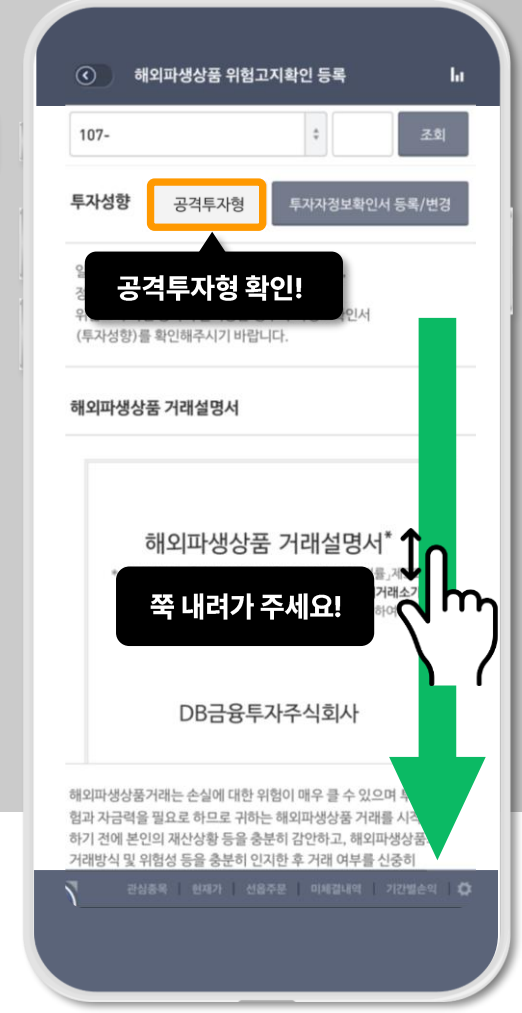 해외파생상품 위험고지확인 등록
107-
조회
투자성향
공격투자형
투자자정보확인서 등록/변경
공격투자형 확인!
인서
(투자성향)를 확인해주시기 바랍니다.
해외파생상품 거래설명서
해외파생상품 거래설명서*
쭉 내려가 주세요!
DB금융투자주식회사
해외파생상품거래는 손실에 대한 위험이 매우 클 수 있으며
험과 자금력을 필요로 하므로 귀하는 해외파생상품 거래를 시작
하기 전에 본인의 재산상황 등을 충분히 감안하고, 해외파생상품
거래방식 및 위험성 등을 충분히 인지한 후 거래 여부를 신중히
관심종목 | 현재가 | 선옵주문 | 미체결내역 | 기간별손익